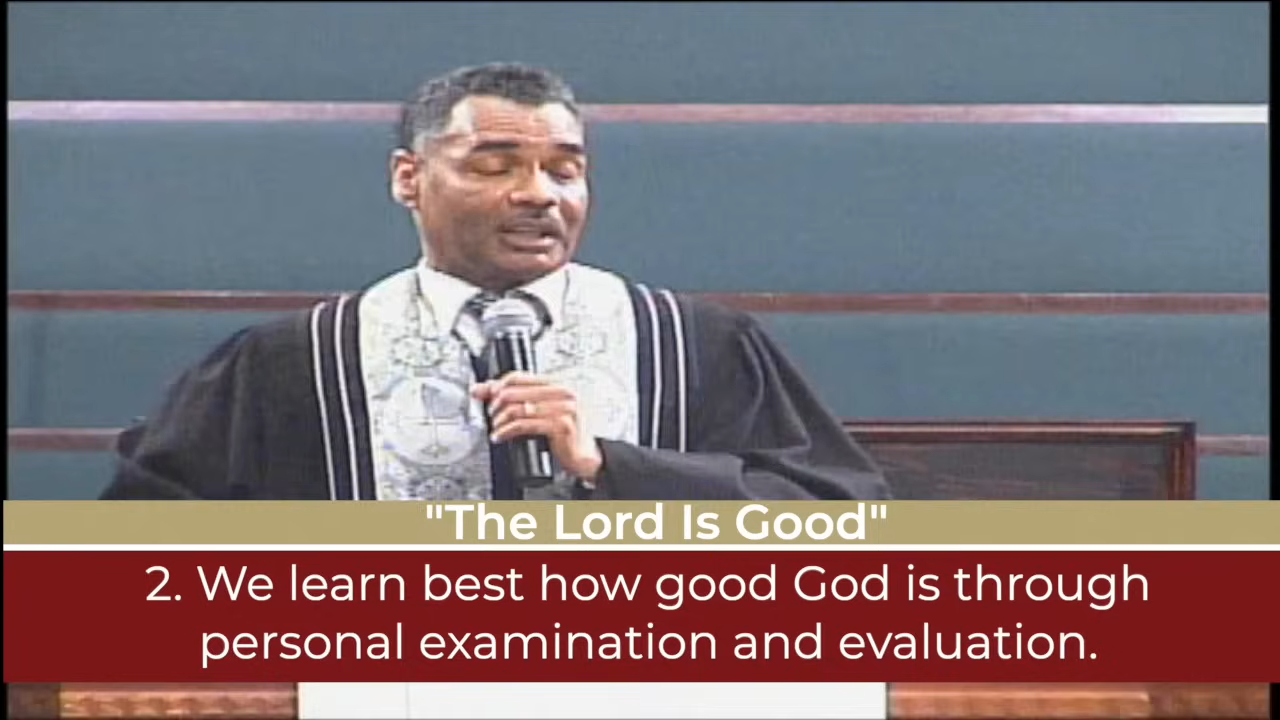 "The Lord Is Good"
2. We learn best how good God is through
personal examination and evaluation.